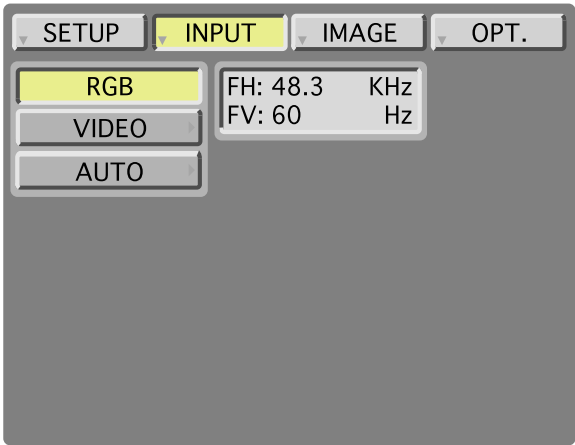 SETUP INPUT IMAGE OPT.
RGB
VIDEO
AUTO
FH: 48.3 KHz
FV: 60 Hz